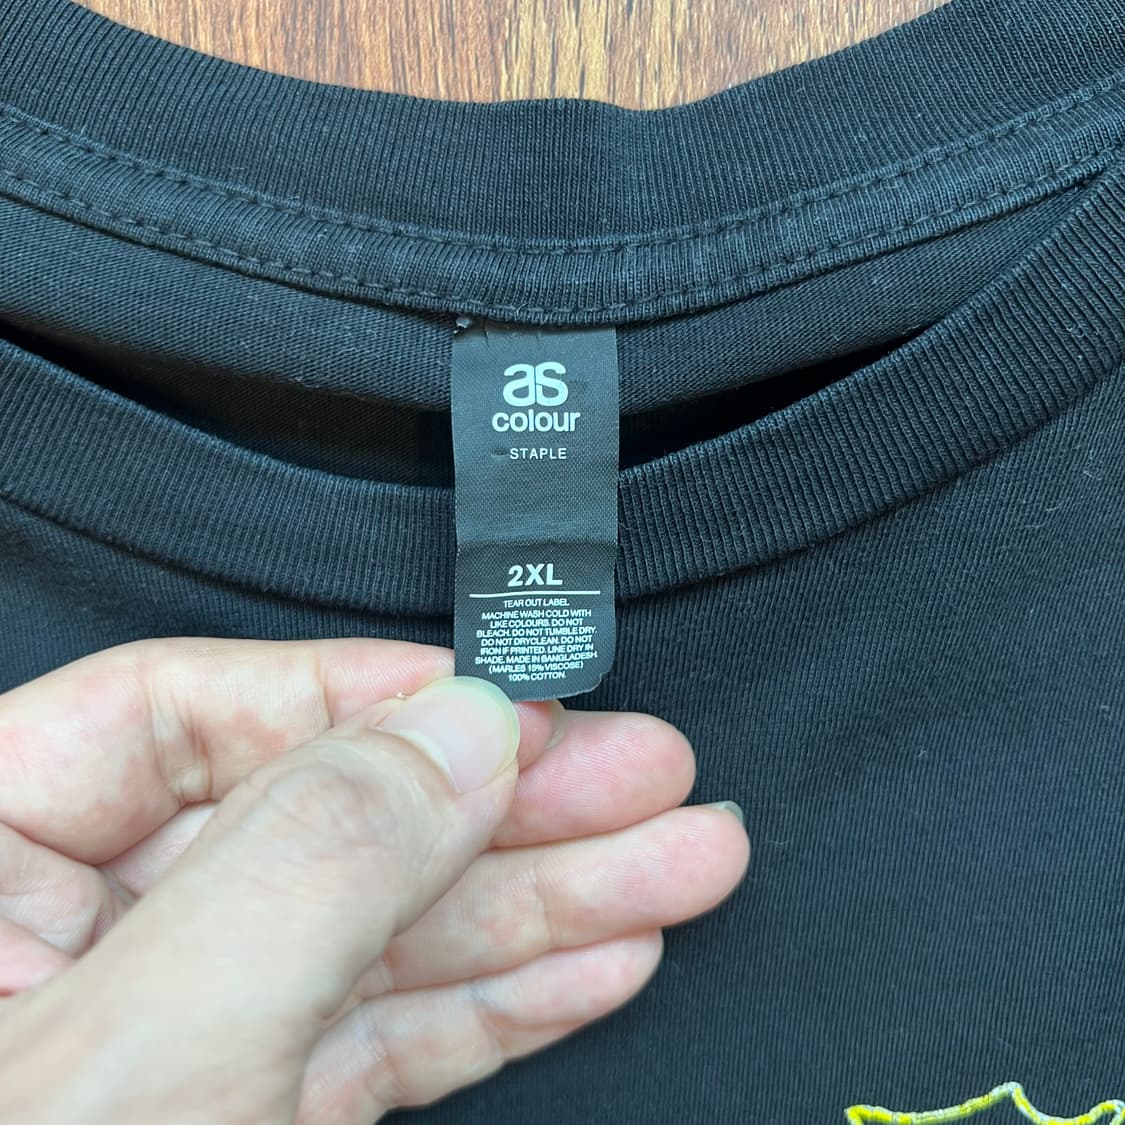 as
colour
STAPLE
2XL
TEAR OUT LABEL
MACHINE WASH COLD WITH
LIKE COLOURS. DO NOT
BLEACH. DO NOT TUMBLE DRY.
DO NOT DRYCLEAN. DO NOT
IRON IF PRINTED. LINE DRY IN
SHADE. MADE IN BANGLADESH.
(MARLES 15% VISCOSE)
100% COTTON.